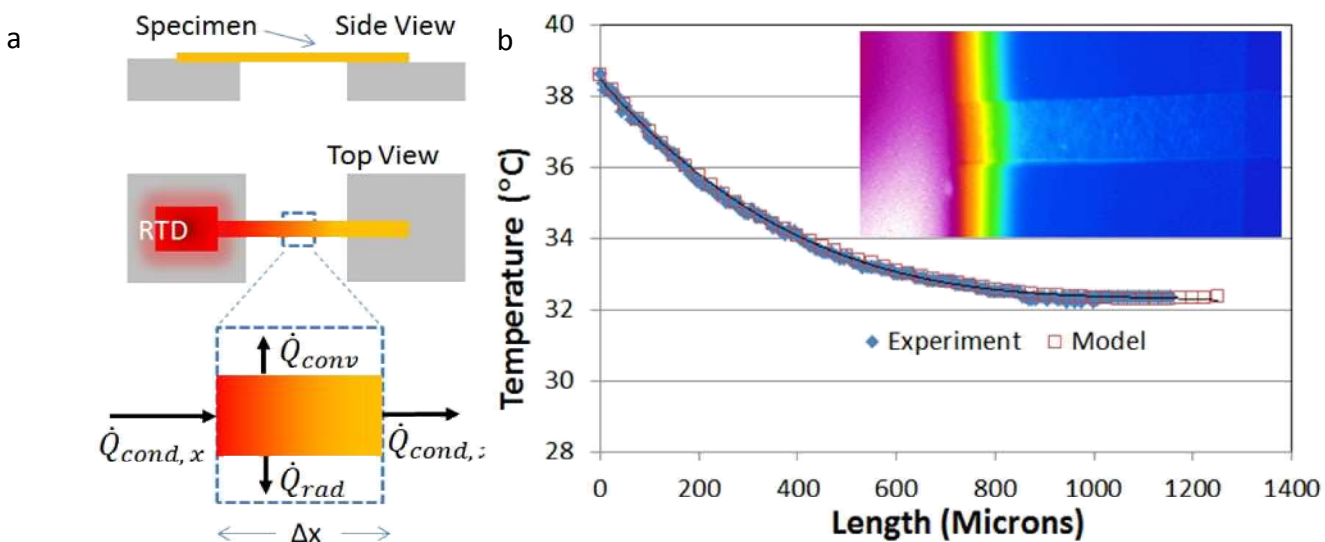 a
Specimen
Side View
Top View
RTD
Q̇conv
Q̇cond, x
Q̇cond,
Q̇rad
Δx
b
Temperature (°C)
40
38
36
34
32
30
28
Experiment
Model
0 200 400 600 800 1000 1200 1400
Length (Microns)